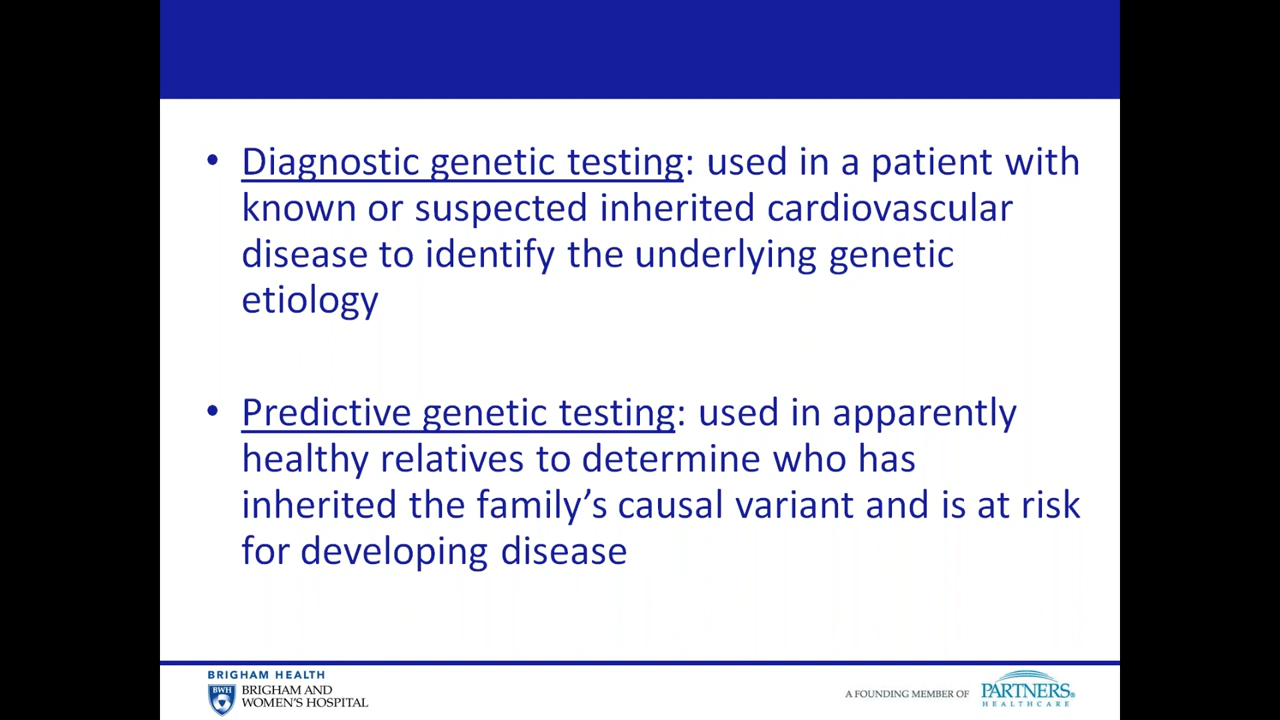 • Diagnostic genetic testing: used in a patient with
known or suspected inherited cardiovascular
disease to identify the underlying genetic
etiology
• Predictive genetic testing: used in apparently
healthy relatives to determine who has
inherited the family’s causal variant and is at risk
for developing disease
BRIGHAM HEALTH
BWH
BRIGHAM AND
WOMEN'S HOSPITAL
A FOUNDING MEMBER OF
PARTNERS®
HEALTHCARE